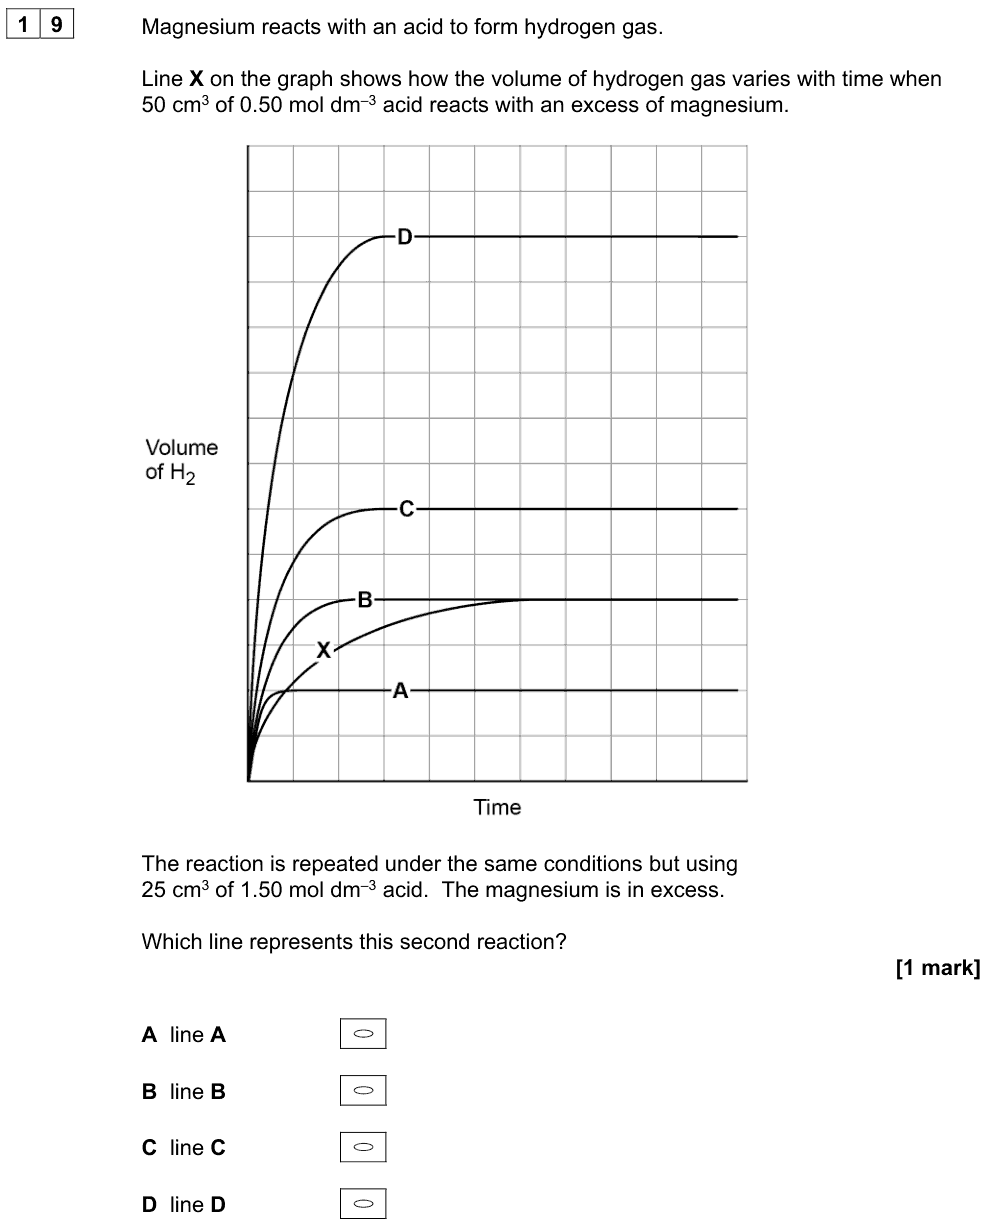 1 9
Magnesium reacts with an acid to form hydrogen gas.
Line X on the graph shows how the volume of hydrogen gas varies with time when
50 cm³ of 0.50 mol dm⁻³ acid reacts with an excess of magnesium.
D
Volume
of H₂
C
B
X
A
Time
The reaction is repeated under the same conditions but using
25 cm³ of 1.50 mol dm⁻³ acid. The magnesium is in excess.
Which line represents this second reaction?
[1 mark]
A line A
B line B
C line C
D line D